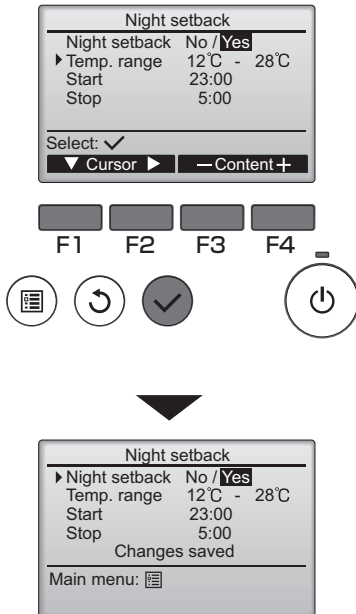 Night setback
Night setback No / Yes
Temp. range 12℃ - 28℃
Start 23:00
Stop 5:00
Select:
Cursor — Content +
F1 F2 F3 F4
Night setback
Night setback No / Yes
Temp. range 12℃ - 28℃
Start 23:00
Stop 5:00
Changes saved
Main menu: